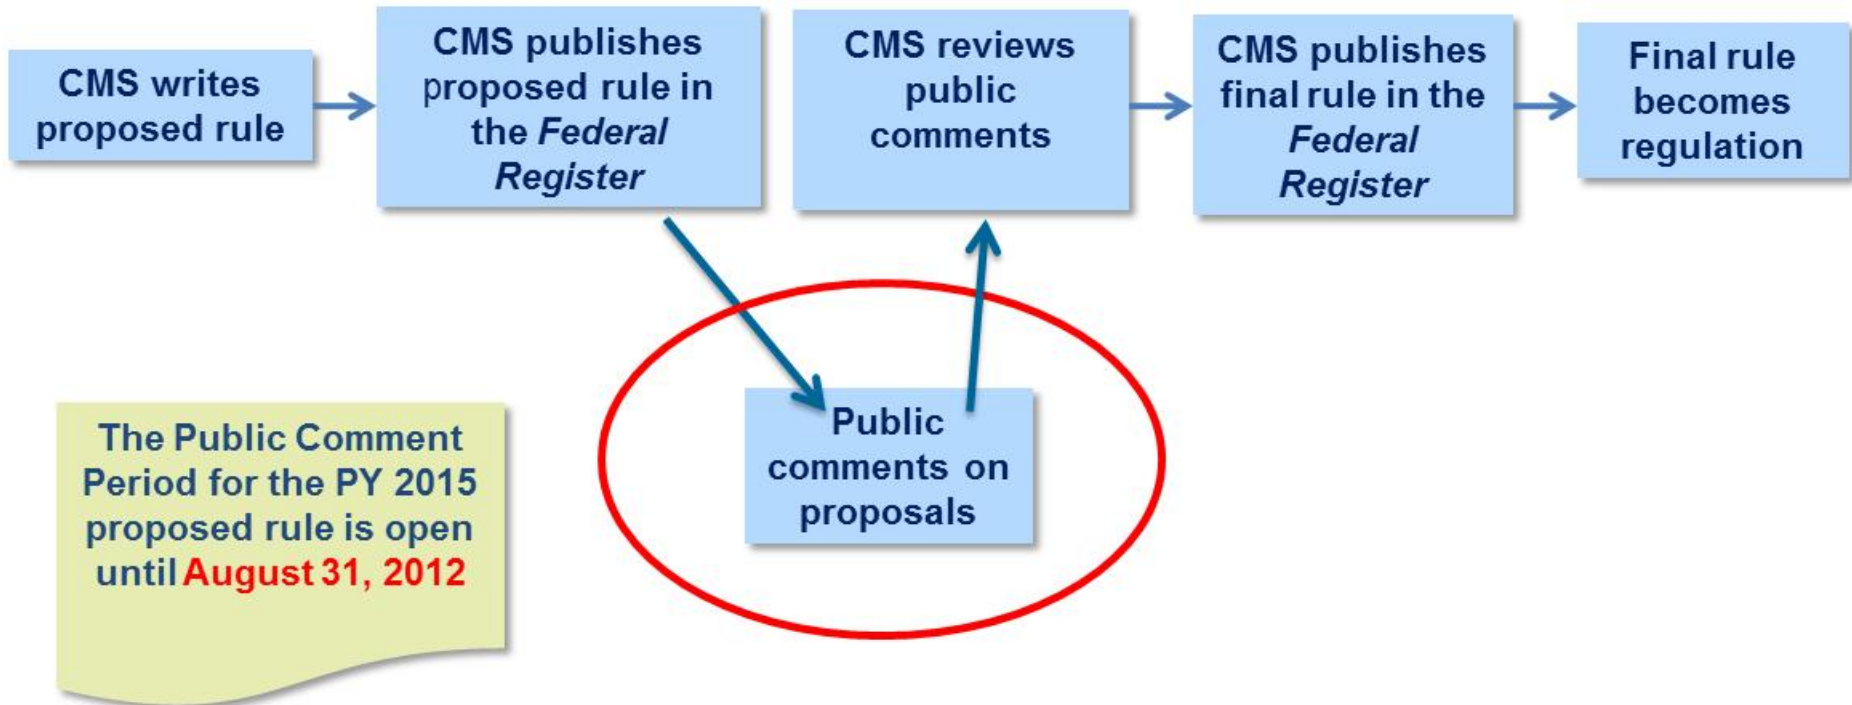 CMS writes
proposed rule
CMS publishes
proposed rule in
the Federal
Register
CMS reviews
public
comments
CMS publishes
final rule in the
Federal
Register
Final rule
becomes
regulation
Public
comments on
proposals
The Public Comment
Period for the PY 2015
proposed rule is open
until August 31, 2012